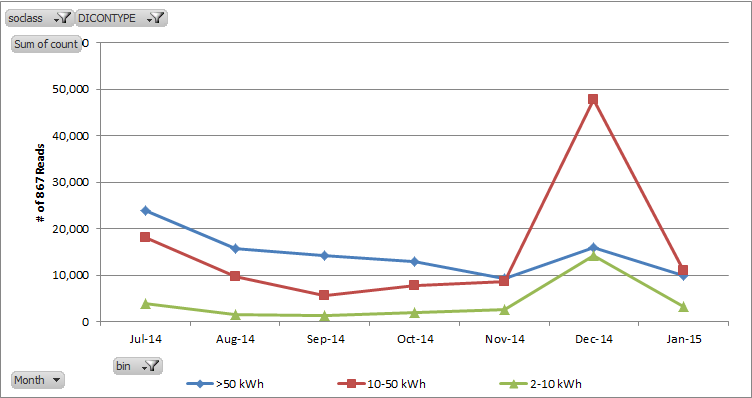 soclass DICONTYPE
Sum of count 0
50,000
40,000
30,000
20,000
10,000
0
# of 867 Reads
Jul-14 Aug-14 Sep-14 Oct-14 Nov-14 Dec-14 Jan-15
bin
Month
>50 kWh 10-50 kWh 2-10 kWh